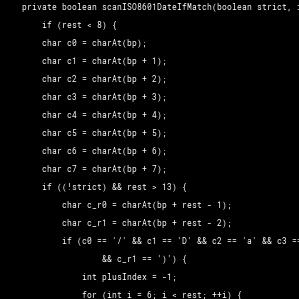 private boolean scanISO8601DateIfMatch(boolean strict,
if (rest < 8) {
char c0 = charAt(bp);
char c1 = charAt(bp + 1);
char c2 = charAt(bp + 2);
char c3 = charAt(bp + 3);
char c4 = charAt(bp + 4);
char c5 = charAt(bp + 5);
char c6 = charAt(bp + 6);
char c7 = charAt(bp + 7);
if ((!strict) && rest > 13) {
char c_r0 = charAt(bp + rest - 1);
char c_r1 = charAt(bp + rest - 2);
if (c0 == '/' && c1 == 'D' && c2 == 'a' && c3 ==
&& c_r1 == ')') {
int plusIndex = -1;
for (int i = 6; i < rest; ++i) {